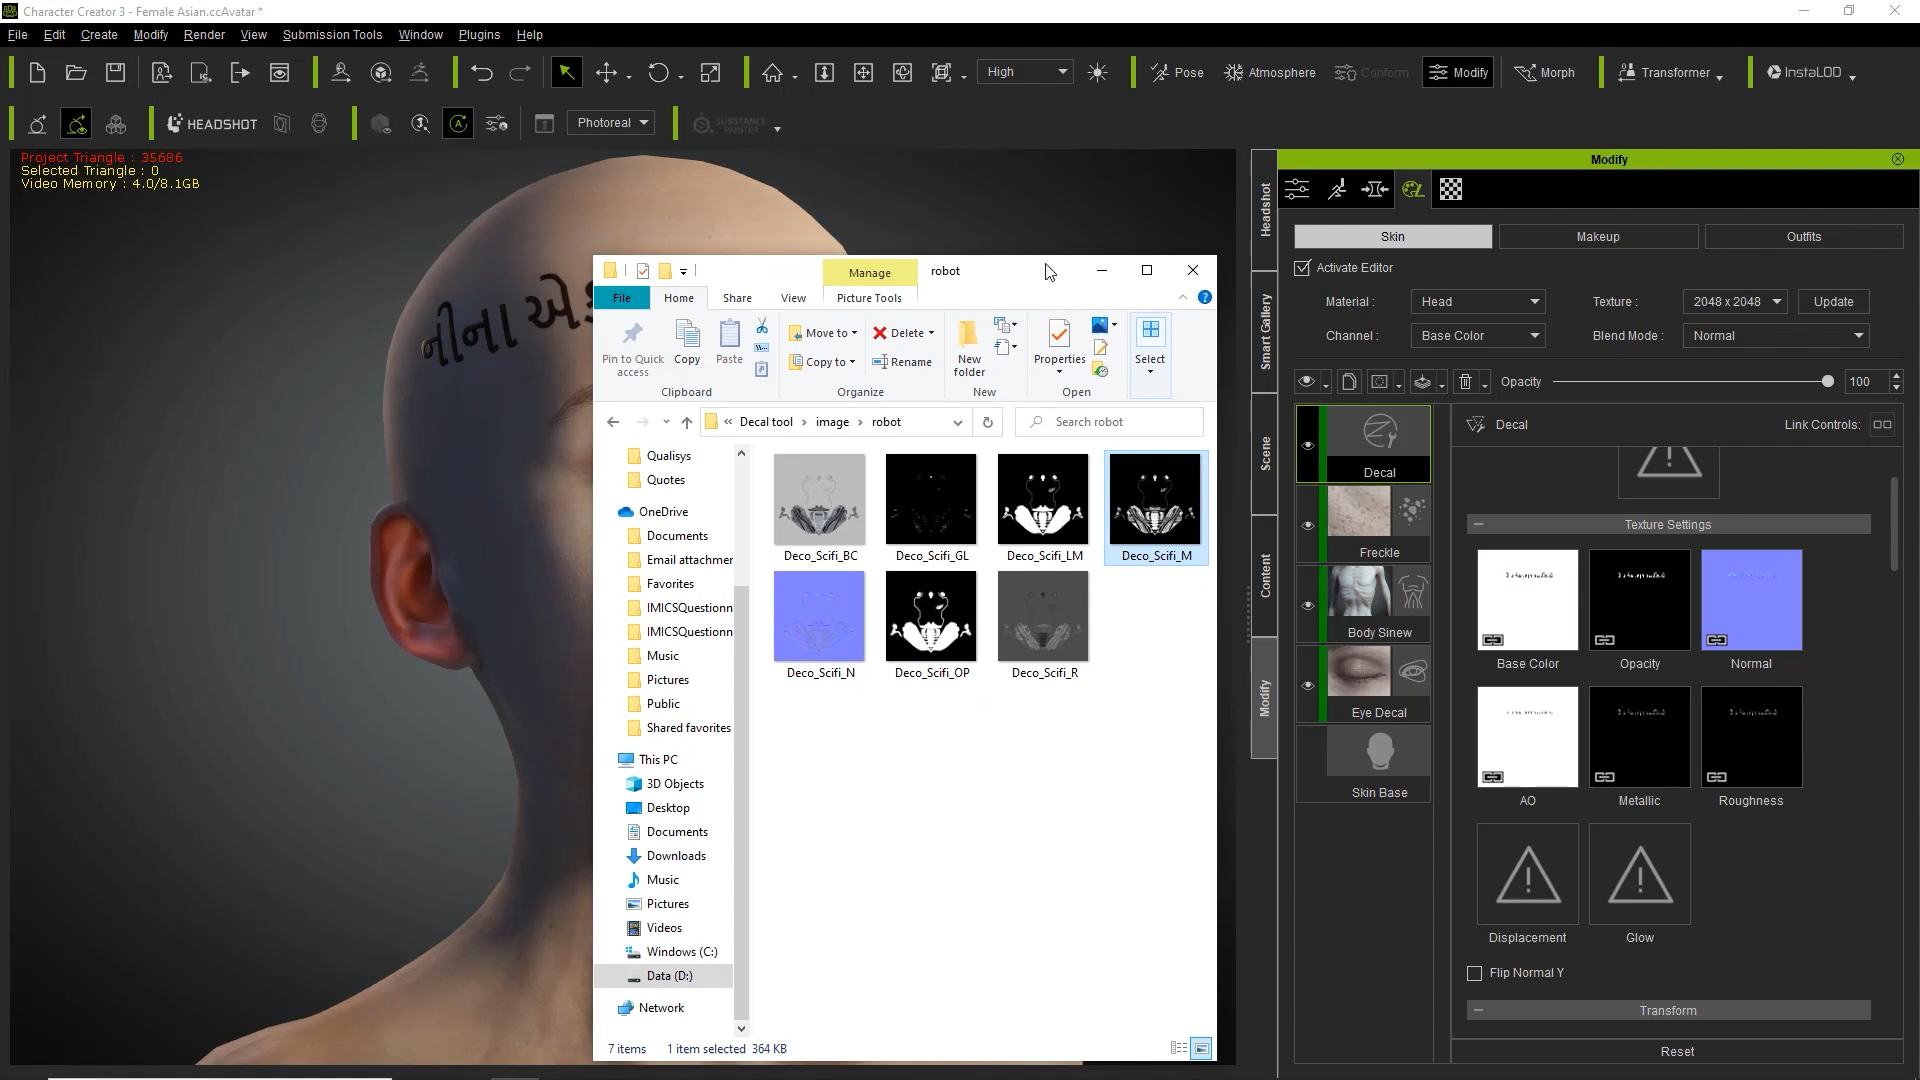 Character Creator 3 - Female Asian.ccAvatar *
File Edit Create Modify Render View Submission Tools Window Plugins Help
High Pose Atmosphere Conform Modify Morph Transformer InstaLOD
HEADSHOT Photoreal SUBSTANCE PAINTER
Project Triangle : 35686
Selected Triangle : 0
Video Memory : 4.0/8.1GB
નીના
Manage robot
File Home Share View Picture Tools
Pin to Quick access Copy Paste
Move to Copy to Delete Rename
New folder Properties Select
Clipboard Organize New Open
« Decal tool › image › robot
Search robot
Qualisys
Quotes
OneDrive
Documents
Email attachmer
Favorites
IMICSQuestionn
IMICSQuestionn
Music
Pictures
Public
Shared favorites
This PC
3D Objects
Desktop
Documents
Downloads
Music
Pictures
Videos
Windows (C:)
Data (D:)
Network
Deco_Scifi_BC Deco_Scifi_GL Deco_Scifi_LM Deco_Scifi_M
Deco_Scifi_N Deco_Scifi_OP Deco_Scifi_R
7 items 1 item selected 364 KB
Headshot
Smart Gallery
Scene
Content
Modify
Modify
Skin Makeup Outfits
Activate Editor
Material : Head Texture : 2048 x 2048 Update
Channel : Base Color Blend Mode : Normal
Opacity 100
Decal
Freckle
Body Sinew
Eye Decal
Skin Base
Decal Link Controls:
Texture Settings
Base Color Opacity Normal
AO Metallic Roughness
Displacement Glow
Flip Normal Y
Transform
Reset